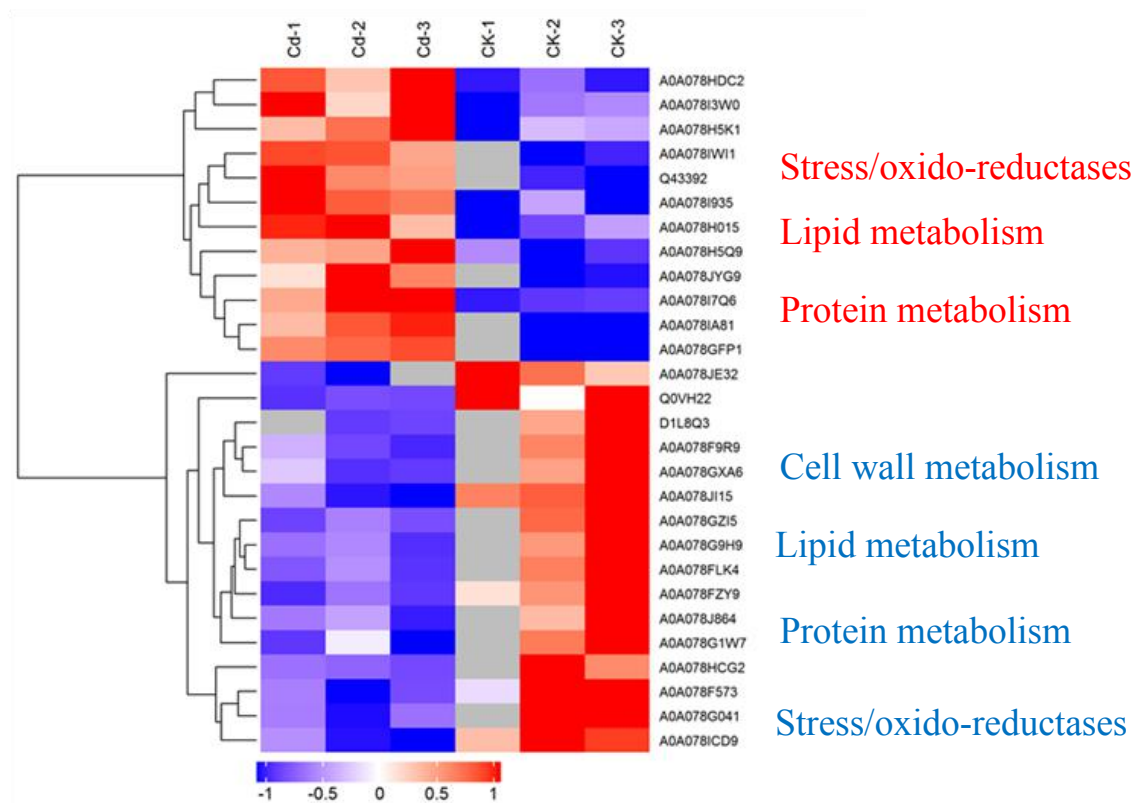 Cd-1 Cd-2 Cd-3 CK-1 CK-2 CK-3
A0A078HDC2
A0A078I3W0
A0A078H5K1
A0A078IWI1
Q43392
A0A078I935
A0A078H015
A0A078H5Q9
A0A078JYG9
A0A078I7Q6
A0A078IA81
A0A078GFP1
A0A078JE32
Q0VH22
D1L8Q3
A0A078F9R9
A0A078GXA6
A0A078JI15
A0A078GZI5
A0A078G9H9
A0A078FLK4
A0A078FZY9
A0A078J864
A0A078G1W7
A0A078HCG2
A0A078F573
A0A078G041
A0A078ICD9
Stress/oxido-reductases
Lipid metabolism
Protein metabolism
Cell wall metabolism
Lipid metabolism
Protein metabolism
Stress/oxido-reductases
-1 -0.5 0 0.5 1